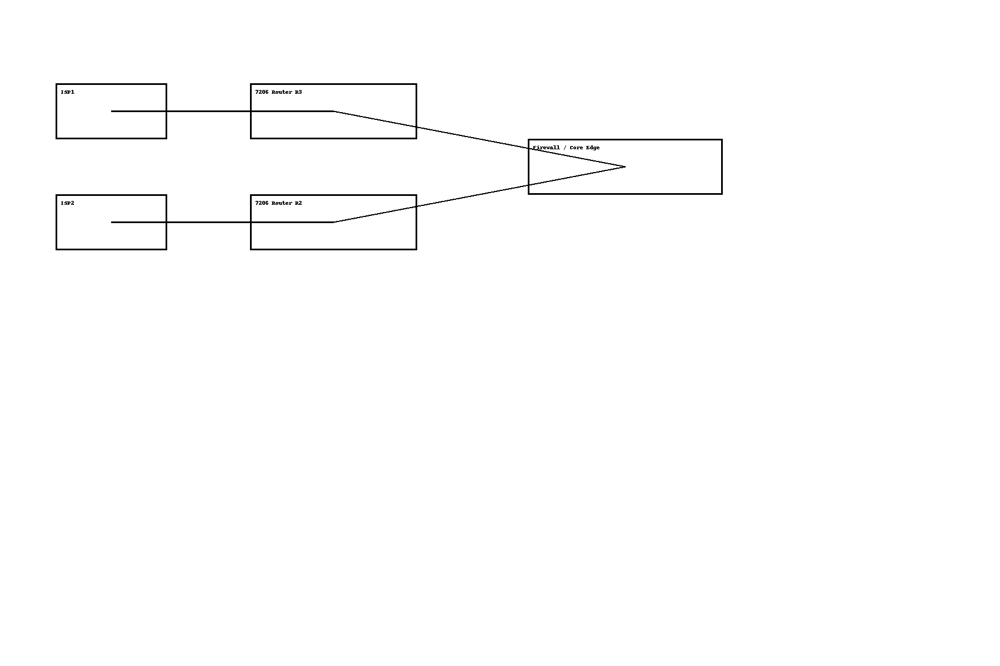 ISP1
7206 Router R3
Firewall / Core Edge
ISP2
7206 Router R2